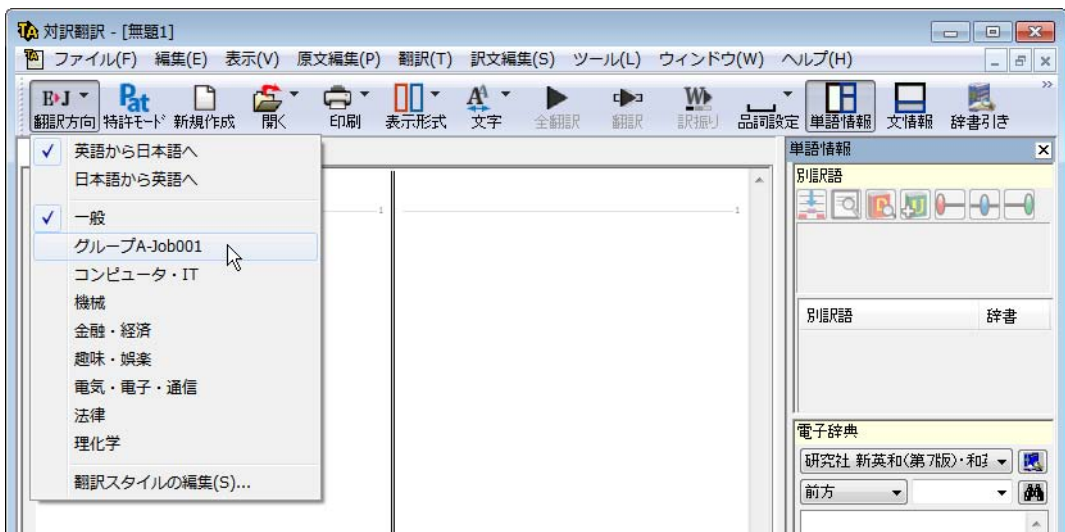 対訳翻訳 - [無題1]
ファイル(F) 編集(E) 表示(V) 原文編集(P) 翻訳(T) 訳文編集(S) ツール(L) ウィンドウ(W) ヘルプ(H)
E J Pat W
翻訳方向 特許モード 新規作成 開く 印刷 表示形式 文字 全翻訳 翻訳 訳振り 品詞設定 単語情報 文情報 辞書引き
英語から日本語へ
日本語から英語へ
一般
グループA-Job001
コンピュータ・IT
機械
金融・経済
趣味・娯楽
電気・電子・通信
法律
理化学
翻訳スタイルの編集(S)...
1
1
単語情報
別訳語
別訳語 辞書
電子辞典
研究社 新英和(第7版)・和
前方